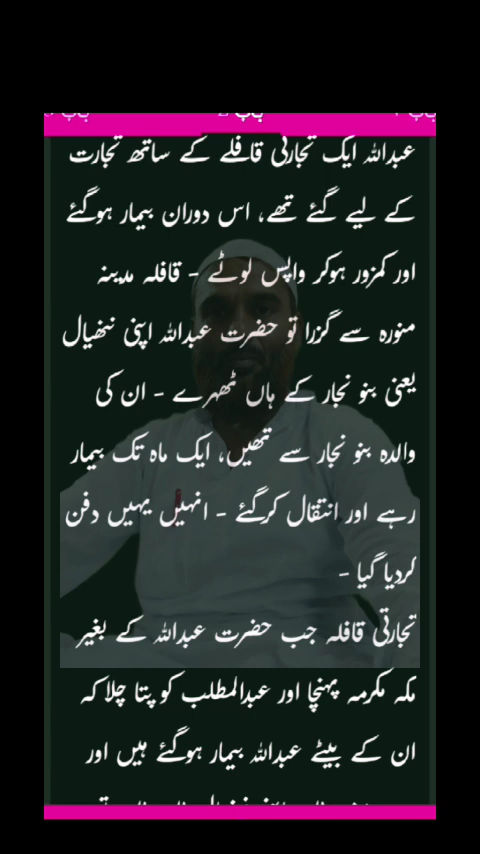 باب 2
عبداللہ ایک تجارتی قافلے کے ساتھ تجارت
کے لیے گئے تھے، اس دوران بیمار ہوگئے
اور کمزور ہوکر واپس لوٹے - قافلہ مدینہ
منورہ سے گزرا تو حضرت عبداللہ اپنی ننھیال
یعنی بنو نجار کے ہاں ٹھہرے - ان کی
والدہ بنو نجار سے تھیں، ایک ماہ تک بیمار
رہے اور انتقال کرگئے - انہیں یہیں دفن
کردیا گیا -
تجارتی قافلہ جب حضرت عبداللہ کے بغیر
مکہ مکرمہ پہنچا اور عبدالمطلب کو پتا چلا کہ
ان کے بیٹے عبداللہ بیمار ہوگئے ہیں اور